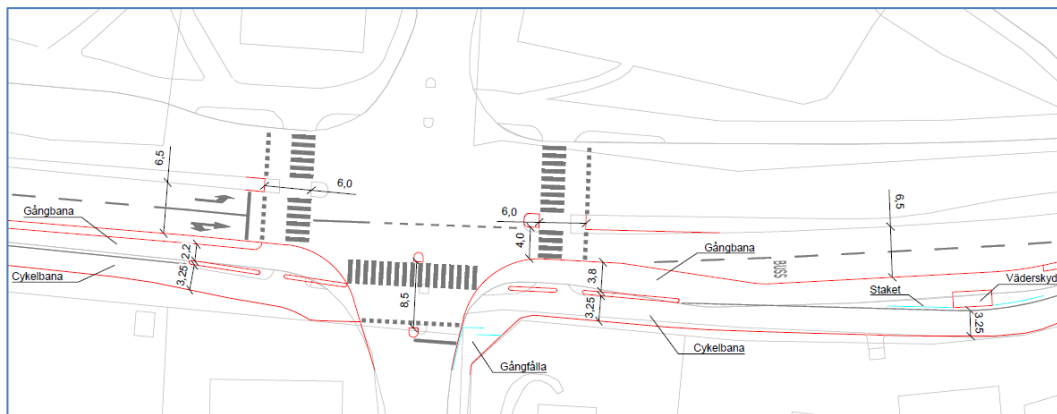 6,5
6,0
Gångbana
2,2
Cykelbana
3,25
8,5
6,0
4,0
Gångbana
6,5
BUSS
3,8
3,25
Staket
Väderskyd
3,25
Cykelbana
Gångfålla